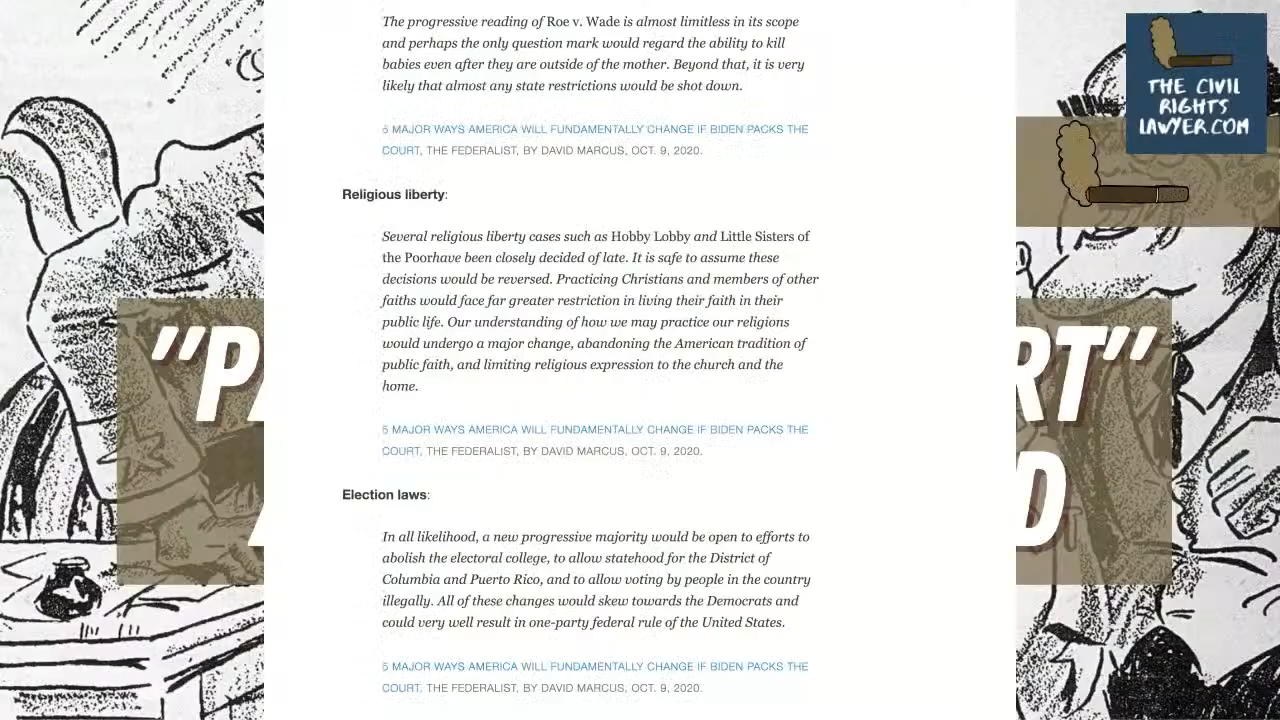 The progressive reading of Roe v. Wade is almost limitless in its scope
and perhaps the only question mark would regard the ability to kill
babies even after they are outside of the mother. Beyond that, it is very
likely that almost any state restrictions would be shot down.
5 MAJOR WAYS AMERICA WILL FUNDAMENTALLY CHANGE IF BIDEN PACKS THE
COURT, THE FEDERALIST, BY DAVID MARCUS, OCT. 9, 2020.
Religious liberty:
Several religious liberty cases such as Hobby Lobby and Little Sisters of
the Poorhave been closely decided of late. It is safe to assume these
decisions would be reversed. Practicing Christians and members of other
faiths would face far greater restriction in living their faith in their
public life. Our understanding of how we may practice our religions
would undergo a major change, abandoning the American tradition of
public faith, and limiting religious expression to the church and the
home.
5 MAJOR WAYS AMERICA WILL FUNDAMENTALLY CHANGE IF BIDEN PACKS THE
COURT, THE FEDERALIST, BY DAVID MARCUS, OCT. 9, 2020.
Election laws:
In all likelihood, a new progressive majority would be open to efforts to
abolish the electoral college, to allow statehood for the District of
Columbia and Puerto Rico, and to allow voting by people in the country
illegally. All of these changes would skew towards the Democrats and
could very well result in one-party federal rule of the United States.
5 MAJOR WAYS AMERICA WILL FUNDAMENTALLY CHANGE IF BIDEN PACKS THE
COURT, THE FEDERALIST, BY DAVID MARCUS, OCT. 9, 2020.
THE CIVIL
RIGHTS
LAWYER.COM